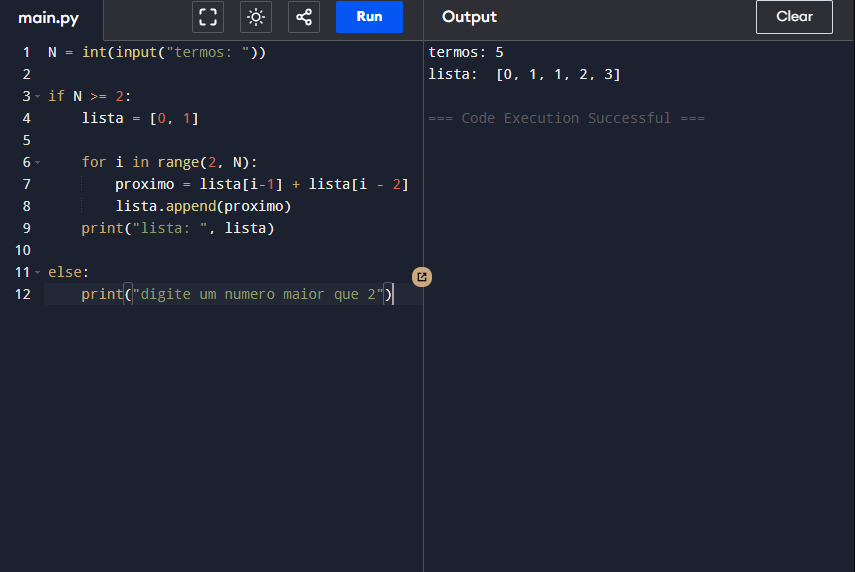 main.py
Run
1 N = int(input("termos: "))
2
3 if N >= 2:
4     lista = [0, 1]
5
6     for i in range(2, N):
7         proximo = lista[i-1] + lista[i - 2]
8         lista.append(proximo)
9     print("lista: ", lista)
10
11 else:
12     print("digite um numero maior que 2")
Output
Clear
termos: 5
lista:  [0, 1, 1, 2, 3]
=== Code Execution Successful ===